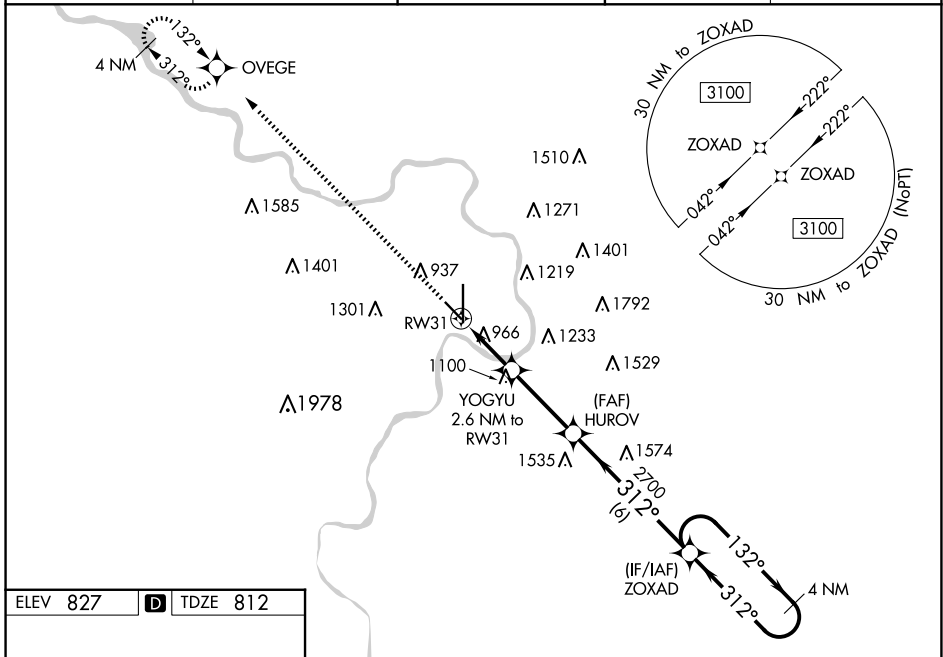 132°
4 NM
312°
OVEGE
30 NM to ZOXAD
3100
222°
222°
ZOXAD
ZOXAD
042°
042°
3100
30 NM to ZOXAD (NoPT)
1510
1585
1271
1401
1401
937
1219
1301
1792
RW31
966
1233
1100
1529
YOGYU
2.6 NM to
RW31
(FAF)
HUROV
1978
1535
1574
2700
312°
(6)
(IF/IAF)
ZOXAD
132°
312°
4 NM
ELEV 827 D TDZE 812